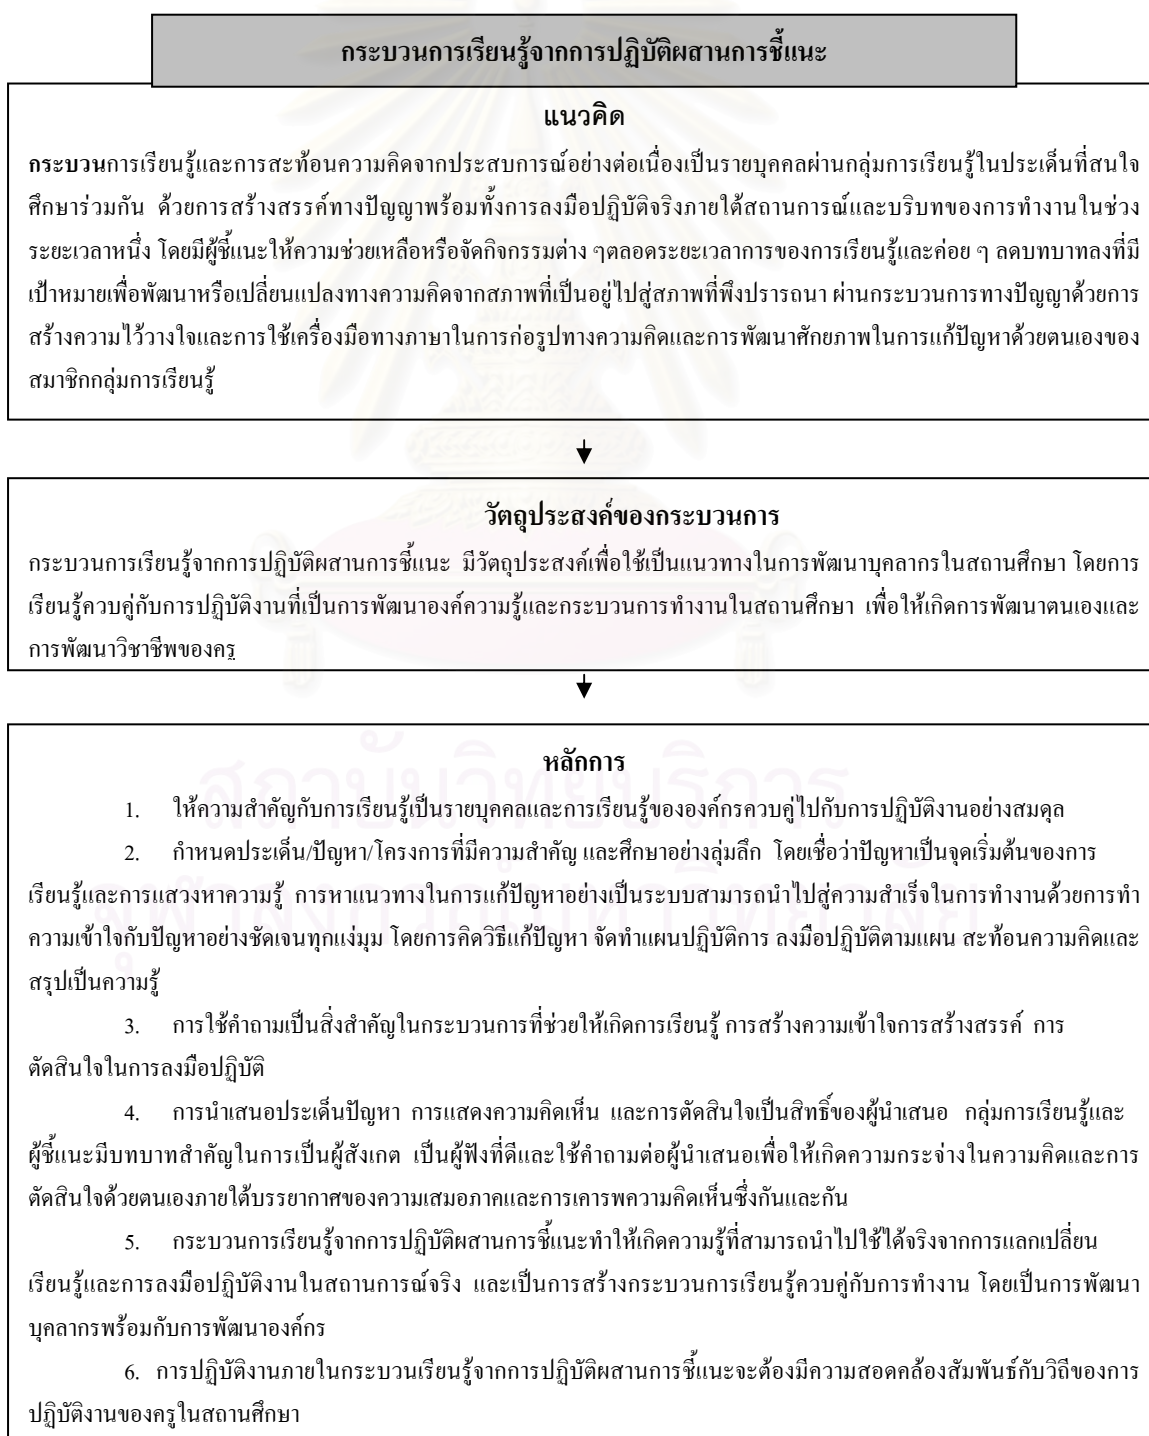 กระบวนการเรียนรู้จากการปฏิบัติผสานการชี้แนะ
แนวคิด
กระบวนการเรียนรู้และการสะท้อนความคิดจากประสบการณ์อย่างต่อเนื่องเป็นรายบุคคลผ่านกลุ่มการเรียนรู้ในประเด็นที่สนใจ
ศึกษาร่วมกัน ด้วยการสร้างสรรค์ทางปัญญาพร้อมทั้งการลงมือปฏิบัติจริงภายใต้สถานการณ์และบริบทของการทำงานในช่วง
ระยะเวลาหนึ่ง โดยมีผู้ชี้แนะให้ความช่วยเหลือหรือจัดกิจกรรมต่าง ๆตลอดระยะเวลาการของการเรียนรู้และค่อย ๆ ลดบทบาทลงที่มี
เป้าหมายเพื่อพัฒนาหรือเปลี่ยนแปลงทางความคิดจากสภาพที่เป็นอยู่ไปสู่สภาพที่พึงปรารถนา ผ่านกระบวนการทางปัญญาด้วยการ
สร้างความไว้วางใจและการใช้เครื่องมือทางภาษาในการก่อรูปทางความคิดและการพัฒนาศักยภาพในการแก้ปัญหาด้วยตนเองของ
สมาชิกกลุ่มการเรียนรู้
วัตถุประสงค์ของกระบวนการ
กระบวนการเรียนรู้จากการปฏิบัติผสานการชี้แนะ มีวัตถุประสงค์เพื่อใช้เป็นแนวทางในการพัฒนาบุคลากรในสถานศึกษา โดยการ
เรียนรู้ควบคู่กับการปฏิบัติงานที่เป็นการพัฒนาองค์ความรู้และกระบวนการทำงานในสถานศึกษา เพื่อให้เกิดการพัฒนาตนเองและ
การพัฒนาวิชาชีพของครู
หลักการ
1. ให้ความสำคัญกับการเรียนรู้เป็นรายบุคคลและการเรียนรู้ขององค์กรควบคู่ไปกับการปฏิบัติงานอย่างสมดุล
2. กำหนดประเด็น/ปัญหา/โครงการที่มีความสำคัญ และศึกษาอย่างลุ่มลึก โดยเชื่อว่าปัญหาเป็นจุดเริ่มต้นของการ
เรียนรู้และการแสวงหาความรู้ การหาแนวทางในการแก้ปัญหาอย่างเป็นระบบสามารถนำไปสู่ความสำเร็จในการทำงานด้วยการทำ
ความเข้าใจกับปัญหาอย่างชัดเจนทุกแง่มุม โดยการคิดวิธีแก้ปัญหา จัดทำแผนปฏิบัติการ ลงมือปฏิบัติตามแผน สะท้อนความคิดและ
สรุปเป็นความรู้
3. การใช้คำถามเป็นสิ่งสำคัญในกระบวนการที่ช่วยให้เกิดการเรียนรู้ การสร้างความเข้าใจการสร้างสรรค์ การ
ตัดสินใจในการลงมือปฏิบัติ
4. การนำเสนอประเด็นปัญหา การแสดงความคิดเห็น และการตัดสินใจเป็นสิทธิ์ของผู้นำเสนอ กลุ่มการเรียนรู้และ
ผู้ชี้แนะมีบทบาทสำคัญในการเป็นผู้สังเกต เป็นผู้ฟังที่ดีและใช้คำถามต่อผู้นำเสนอเพื่อให้เกิดความกระจ่างในความคิดและการ
ตัดสินใจด้วยตนเองภายใต้บรรยากาศของความเสมอภาคและการเคารพความคิดเห็นซึ่งกันและกัน
5. กระบวนการเรียนรู้จากการปฏิบัติผสานการชี้แนะทำให้เกิดความรู้ที่สามารถนำไปใช้ได้จริงจากการแลกเปลี่ยน
เรียนรู้และการลงมือปฏิบัติงานในสถานการณ์จริง และเป็นการสร้างกระบวนการเรียนรู้ควบคู่กับการทำงาน โดยเป็นการพัฒนา
บุคลากรพร้อมกับการพัฒนาองค์กร
6. การปฏิบัติงานภายในกระบวนเรียนรู้จากการปฏิบัติผสานการชี้แนะจะต้องมีความสอดคล้องสัมพันธ์กับวิถีของการ
ปฏิบัติงานของครูในสถานศึกษา
สถาบันวิทยบริการ
จุฬาลงกรณ์มหาวิทยาลัย